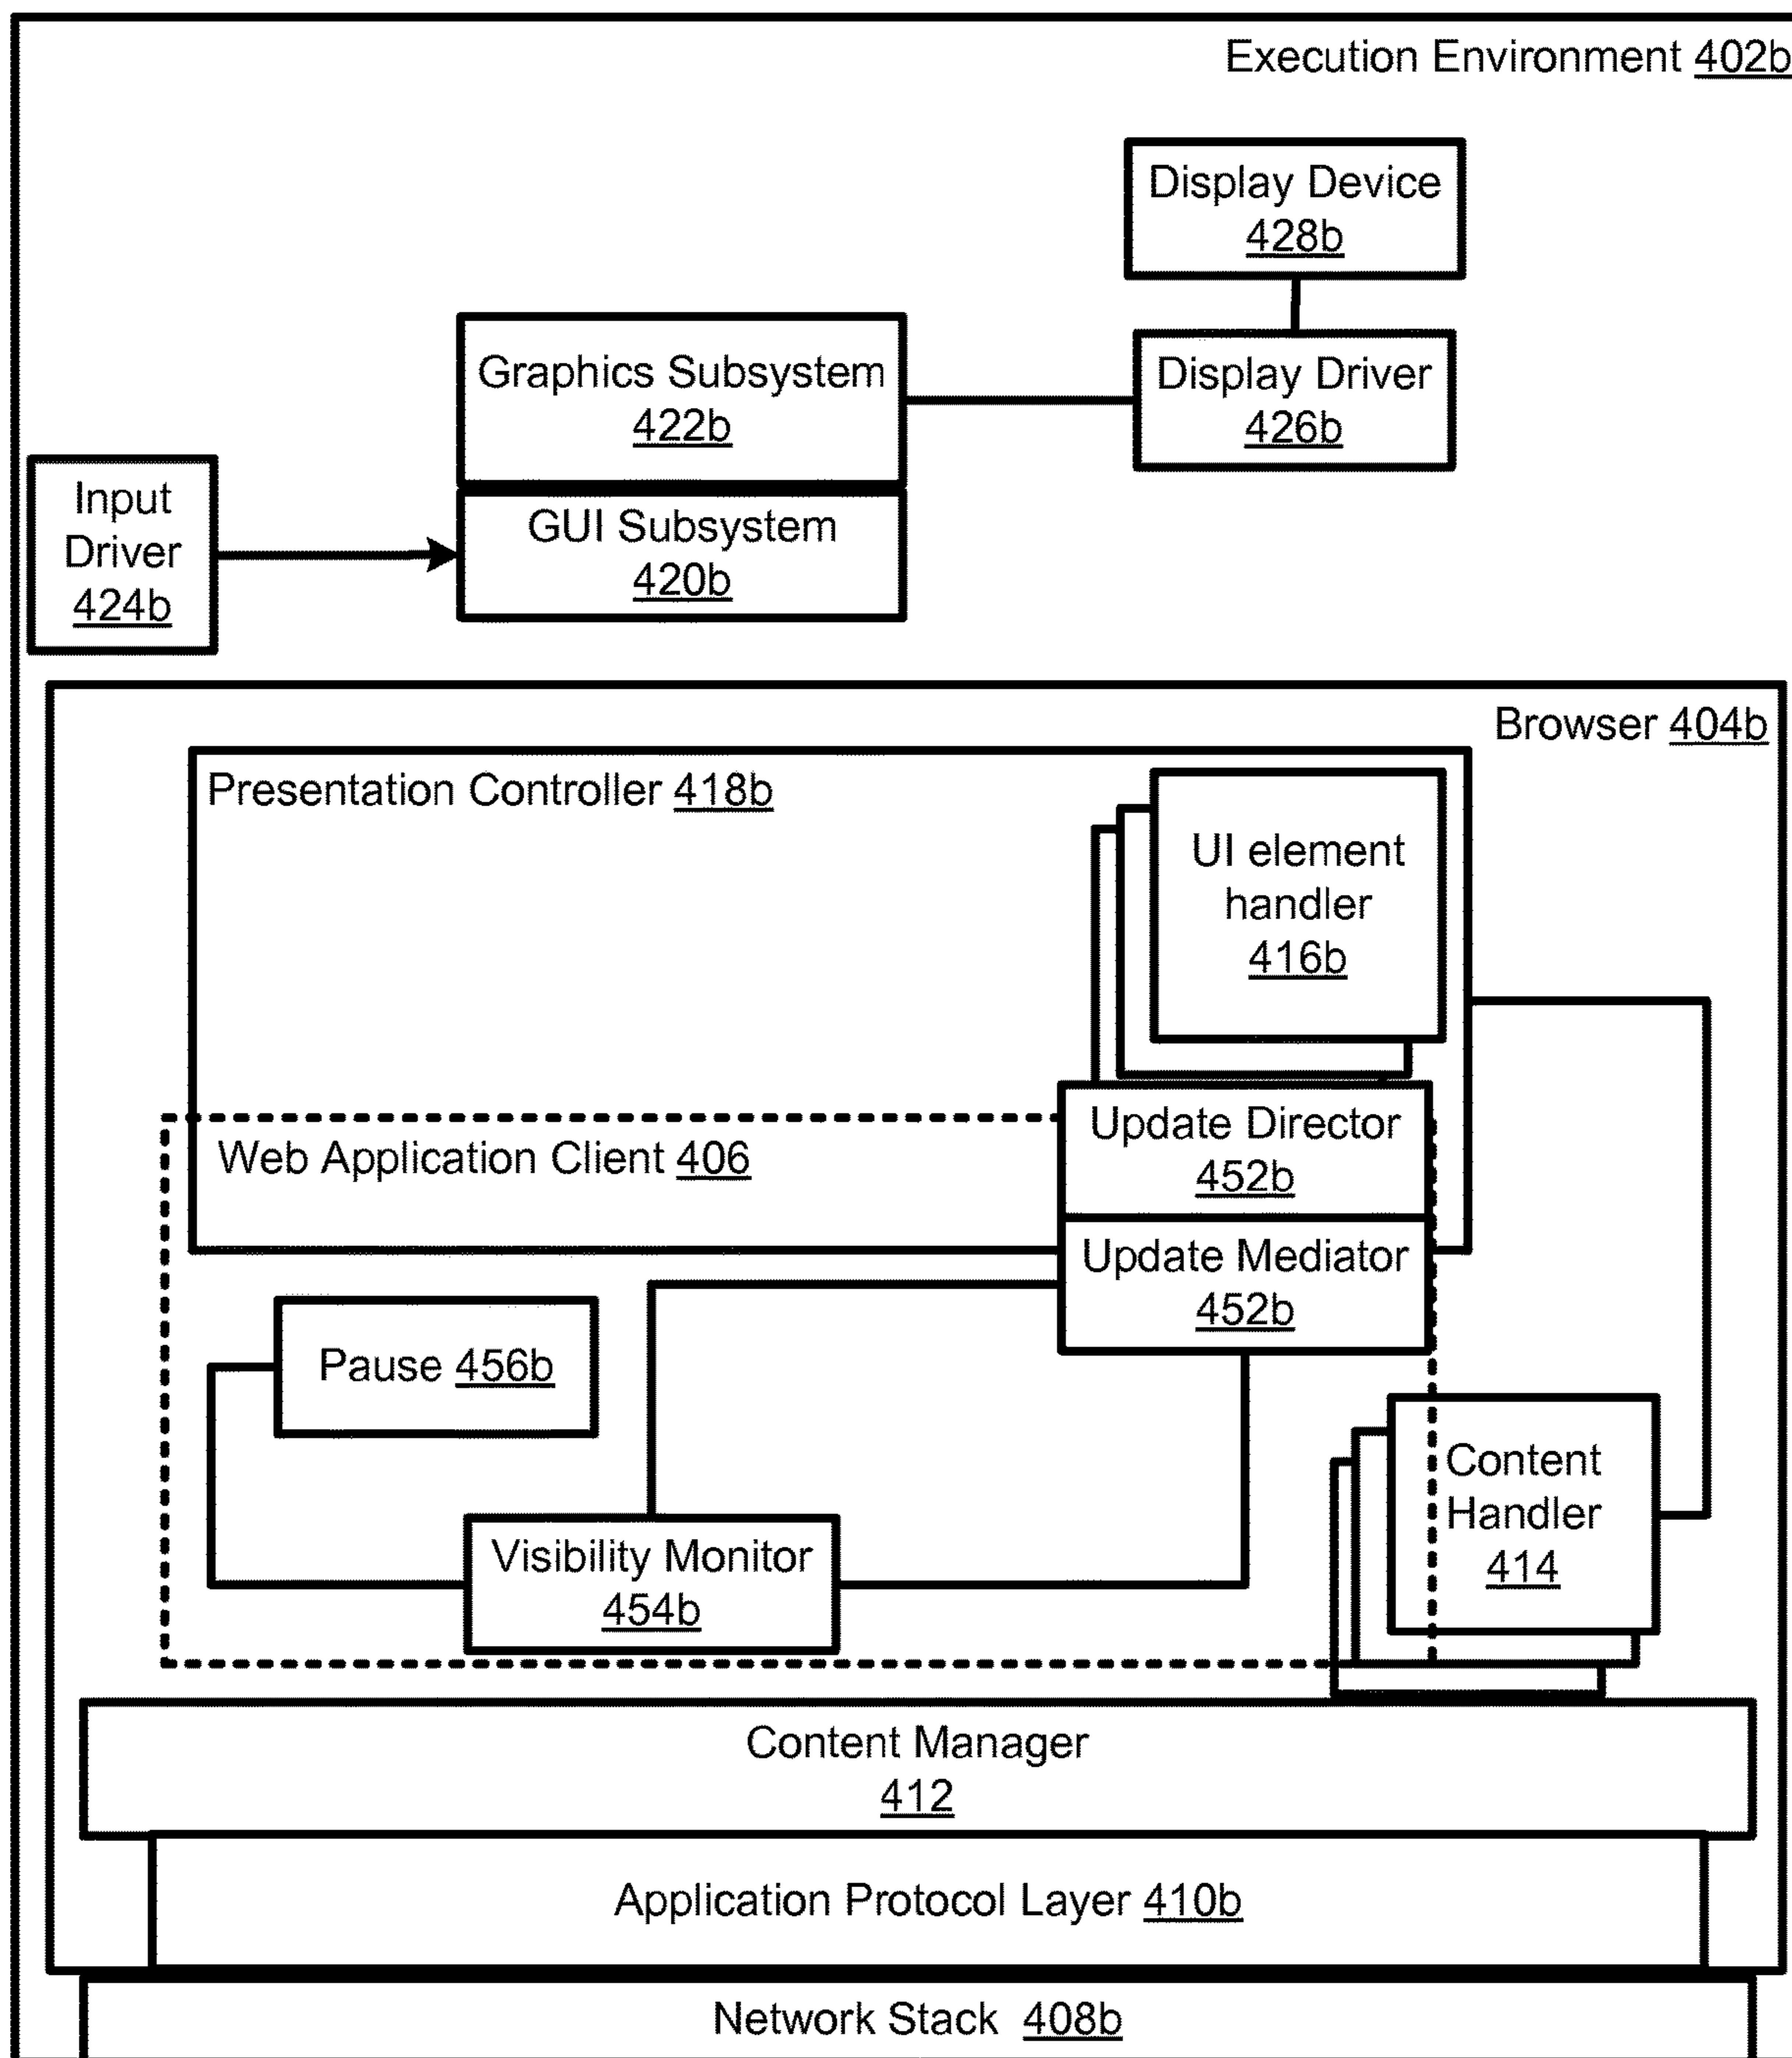 Execution Environment 402b
Display Device
428b
Graphics Subsystem
422b
Display Driver
426b
Input
Driver
424b
GUI Subsystem
420b
Browser 404b
Presentation Controller 418b
UI element
handler
416b
Update Director
452b
Web Application Client 406
Update Mediator
452b
Pause 456b
Content
Handler
414
Visibility Monitor
454b
Content Manager
412
Application Protocol Layer 410b
Network Stack 408b